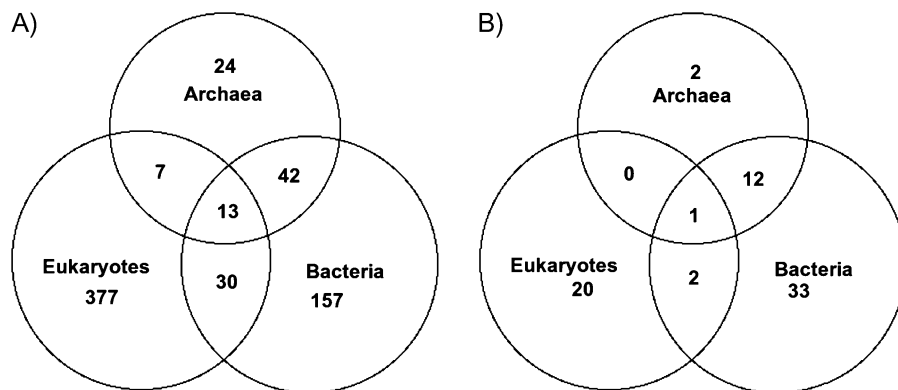 A)
24
Archaea
7
42
13
Eukaryotes
377
30
Bacteria
157
B)
2
Archaea
0
12
1
Eukaryotes
20
2
Bacteria
33